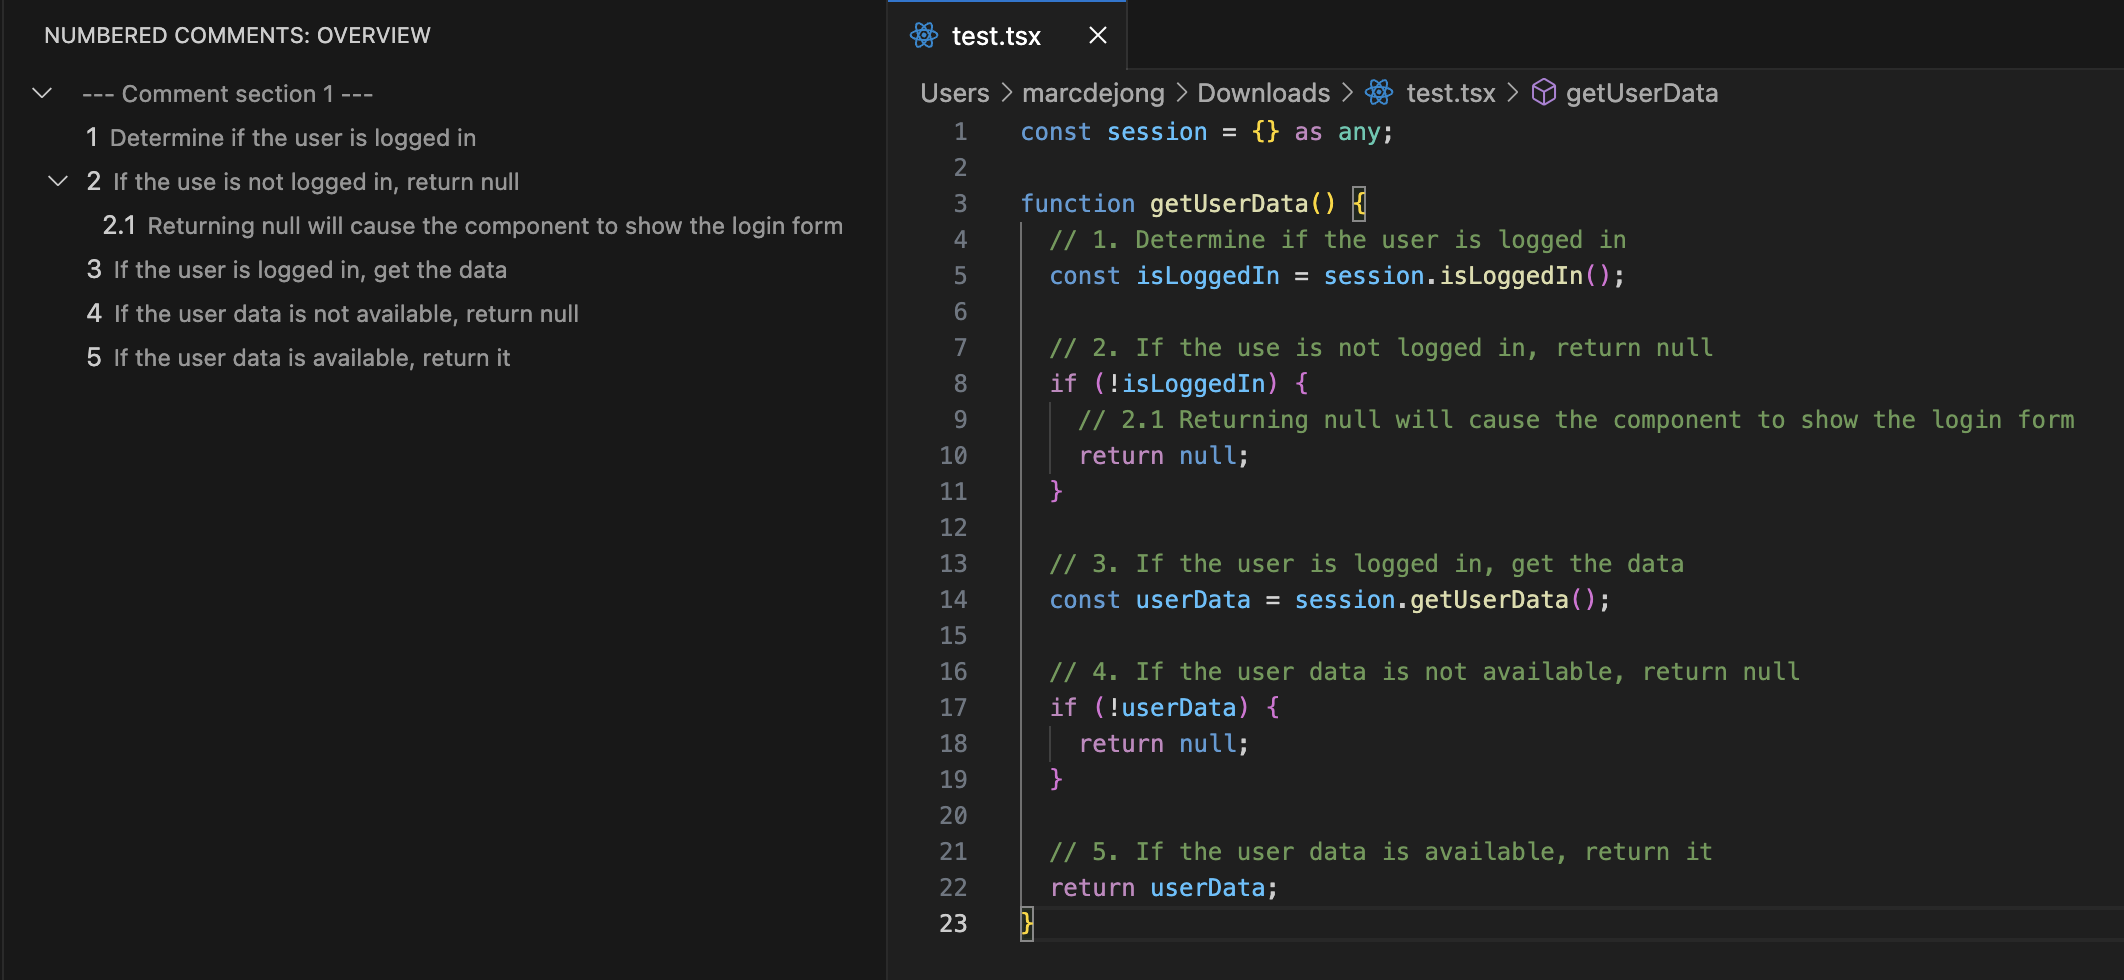 NUMBERED COMMENTS: OVERVIEW
--- Comment section 1 ---
1 Determine if the user is logged in
2 If the use is not logged in, return null
2.1 Returning null will cause the component to show the login form
3 If the user is logged in, get the data
4 If the user data is not available, return null
5 If the user data is available, return it
test.tsx
Users > marcdejong > Downloads > test.tsx > getUserData
1 const session = {} as any;
2
3 function getUserData() {
4 // 1. Determine if the user is logged in
5 const isLoggedIn = session.isLoggedIn();
6
7 // 2. If the use is not logged in, return null
8 if (!isLoggedIn) {
9 // 2.1 Returning null will cause the component to show the login form
10 return null;
11 }
12
13 // 3. If the user is logged in, get the data
14 const userData = session.getUserData();
15
16 // 4. If the user data is not available, return null
17 if (!userData) {
18 return null;
19 }
20
21 // 5. If the user data is available, return it
22 return userData;
23 }